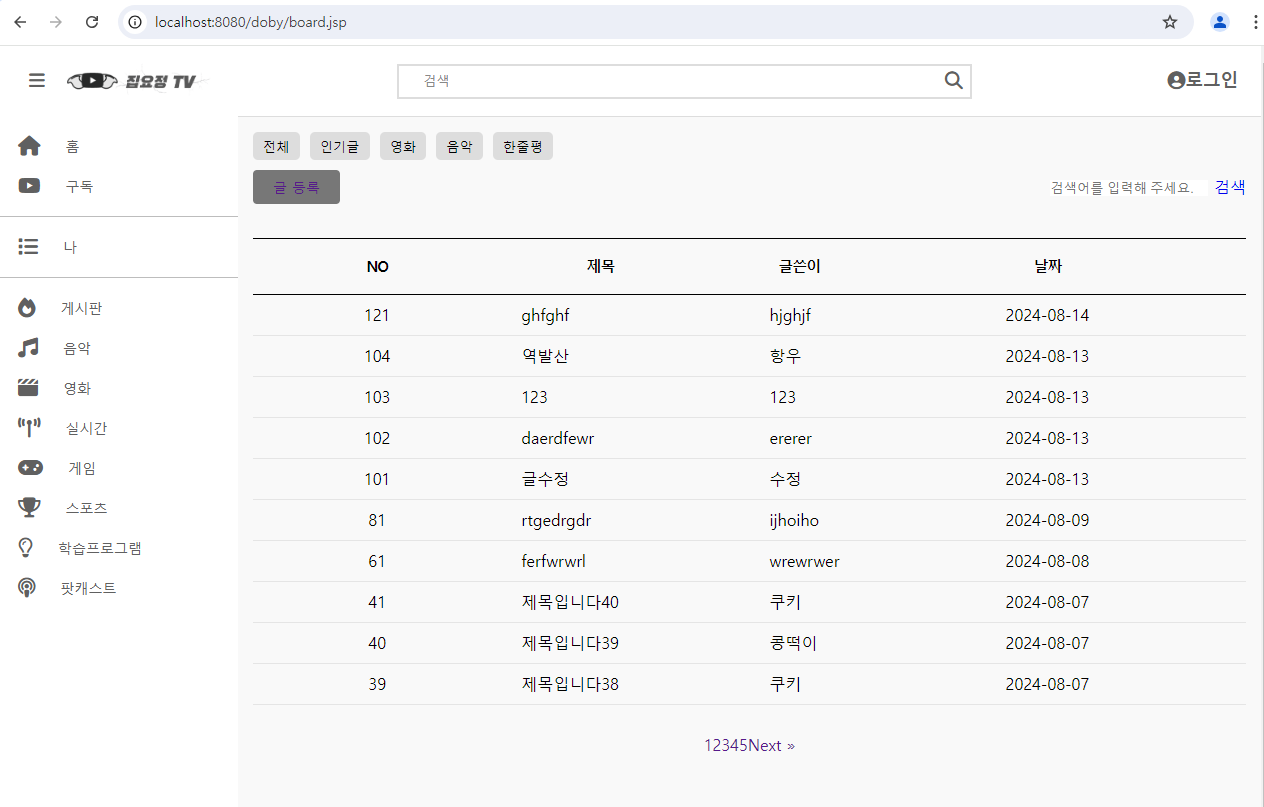 localhost:8080/doby/board.jsp
집요정 TV
검색
로그인
홈
구독
나
게시판
음악
영화
실시간
게임
스포츠
학습프로그램
팟캐스트
전체 인기글 영화 음악 한줄평
글 등록
검색어를 입력해 주세요. 검색
NO 제목 글쓴이 날짜
121 ghfghf hjghjf 2024-08-14
104 역발산 항우 2024-08-13
103 123 123 2024-08-13
102 daerdfewr ererer 2024-08-13
101 글수정 수정 2024-08-13
81 rtgedrgdr ijhoiho 2024-08-09
61 ferfwrwrl wrewrwer 2024-08-08
41 제목입니다40 쿠키 2024-08-07
40 제목입니다39 콩떡이 2024-08-07
39 제목입니다38 쿠키 2024-08-07
12345Next »